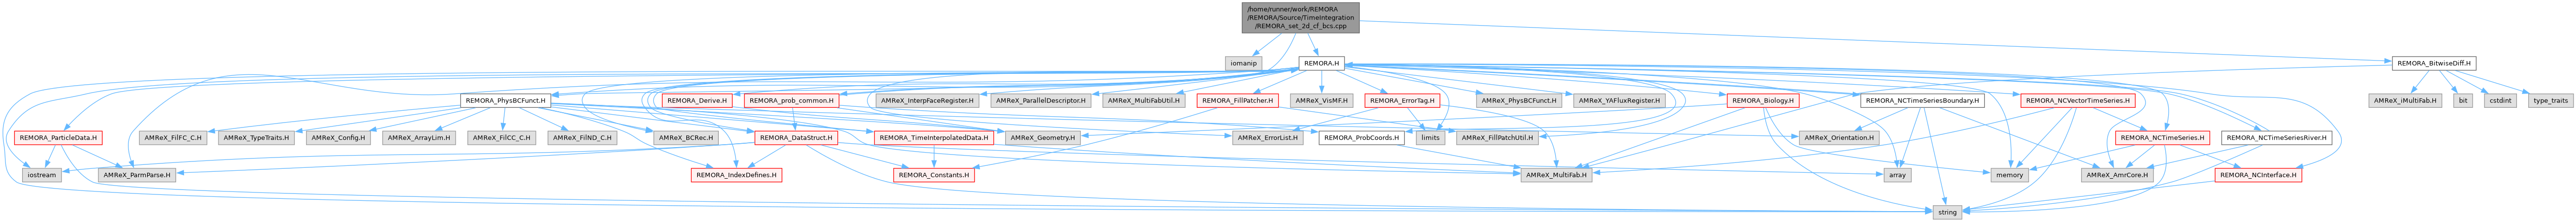 /home/runner/work/REMORA
/REMORA/Source/TimeIntegration
/REMORA_set_2d_cf_bcs.cpp
iomanip
REMORA.H
REMORA_BitwiseDiff.H
REMORA_PhysBCFunct.H
REMORA_Derive.H
REMORA_prob_common.H
AMReX_InterpFaceRegister.H
AMReX_ParallelDescriptor.H
AMReX_MultiFabUtil.H
REMORA_FillPatcher.H
AMReX_VisMF.H
REMORA_ErrorTag.H
AMReX_PhysBCFunct.H
AMReX_YAFluxRegister.H
REMORA_Biology.H
REMORA_NCTimeSeriesBoundary.H
REMORA_NCVectorTimeSeries.H
AMReX_iMultiFab.H
bit
cstdint
type_traits
REMORA_ParticleData.H
AMReX_FilFC_C.H
AMReX_TypeTraits.H
AMReX_Config.H
AMReX_ArrayLim.H
AMReX_FilCC_C.H
AMReX_FilND_C.H
AMReX_BCRec.H
REMORA_DataStruct.H
REMORA_TimeInterpolatedData.H
AMReX_Geometry.H
AMReX_ErrorList.H
REMORA_ProbCoords.H
limits
AMReX_FillPatchUtil.H
AMReX_Orientation.H
REMORA_NCTimeSeries.H
REMORA_NCTimeSeriesRiver.H
iostream
AMReX_ParmParse.H
REMORA_IndexDefines.H
REMORA_Constants.H
AMReX_MultiFab.H
array
memory
AMReX_AmrCore.H
REMORA_NCInterface.H
string